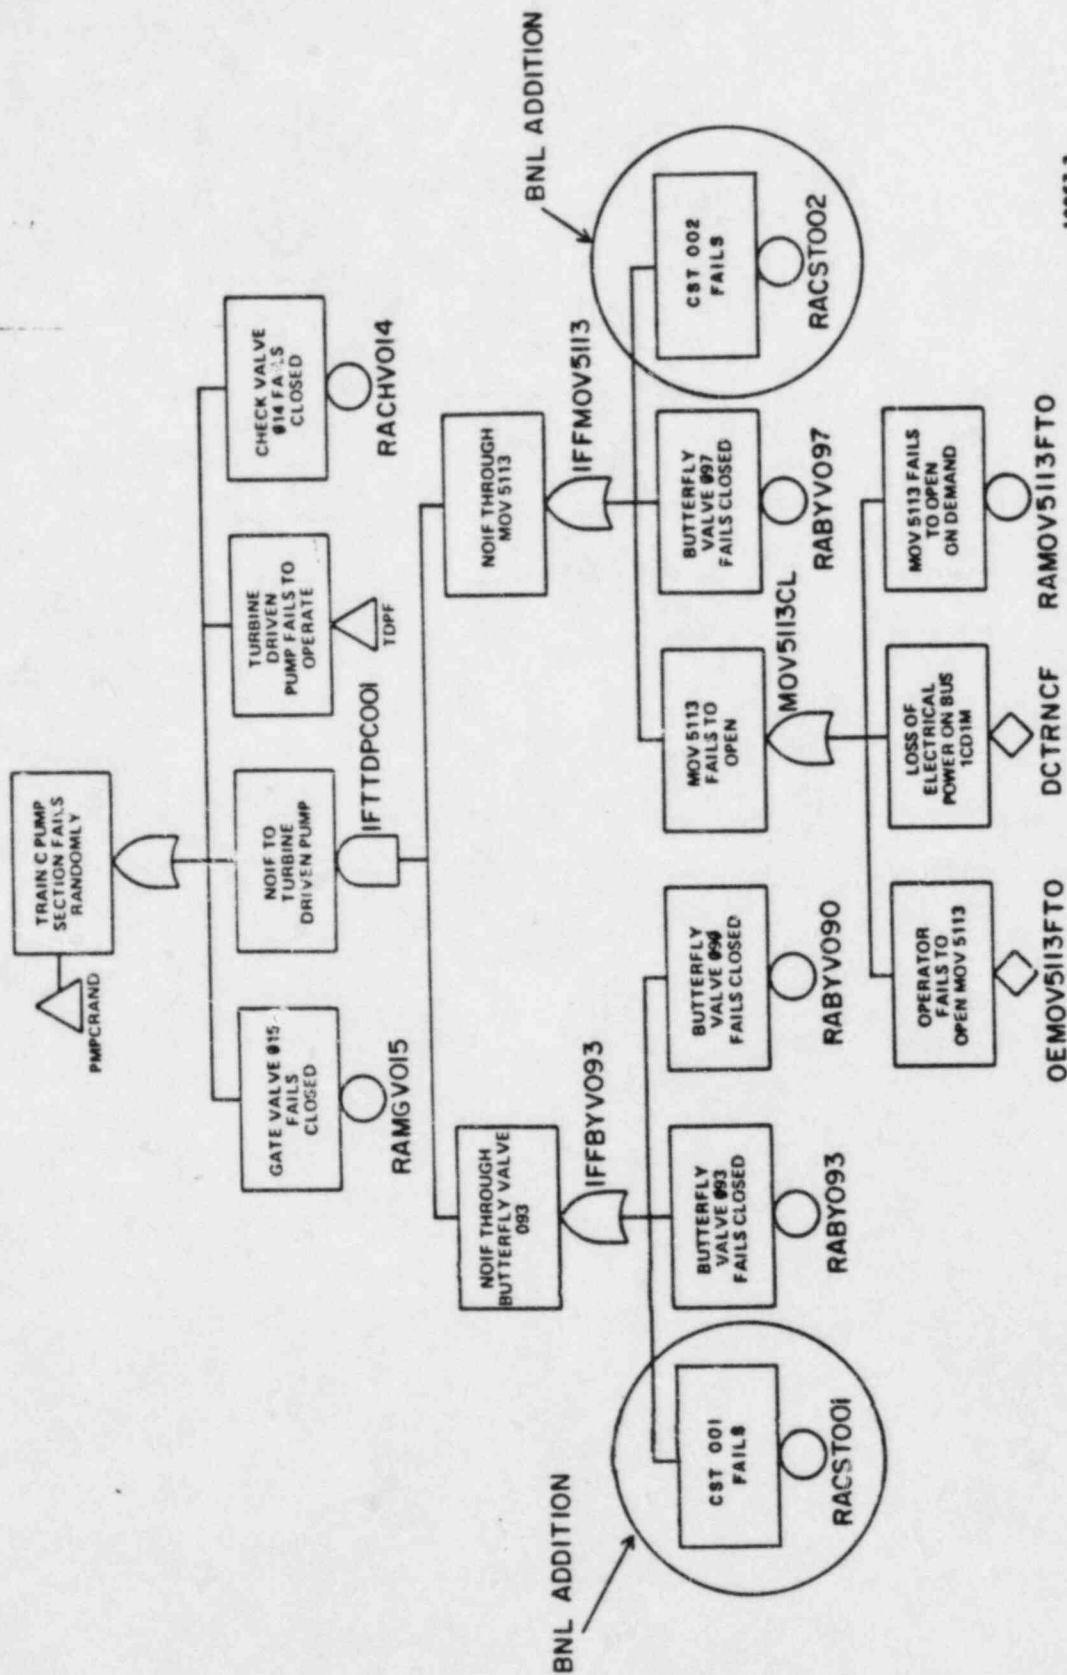 TRAIN C PUMP
SECTION FAILS
RANDOMLY
PMPCRAND
GATE VALVE 015
FAILS
CLOSED
RAMGV015
NOIF TO
TURBINE
DRIVEN PUMP
IFTTDPC001
TURBINE
DRIVEN
PUMP FAILS TO
OPERATE
TDPF
CHECK VALVE
014 FAILS
CLOSED
RACHV014
NOIF THROUGH
BUTTERFLY VALVE
093
IFFBYV093
NOIF THROUGH
MOV 5113
IFFMOV5113
BNL ADDITION
CST 001
FAILS
RACST001
BUTTERFLY
VALVE 093
FAILS CLOSED
RABY093
BUTTERFLY
VALVE 090
FAILS CLOSED
RABYV090
MOV 5113
FAILS TO
OPEN
MOV5113CL
BUTTERFLY
VALVE 097
FAILS CLOSED
RABYV097
BNL ADDITION
CST 002
FAILS
RACST002
OPERATOR
FAILS TO
OPEN MOV 5113
OEMOV5113FTO
LOSS OF
ELECTRICAL
POWER ON BUS
1CD1M
DCTRNCF
MOV 5113 FAILS
TO OPEN
ON DEMAND
RAMOV5113FTO